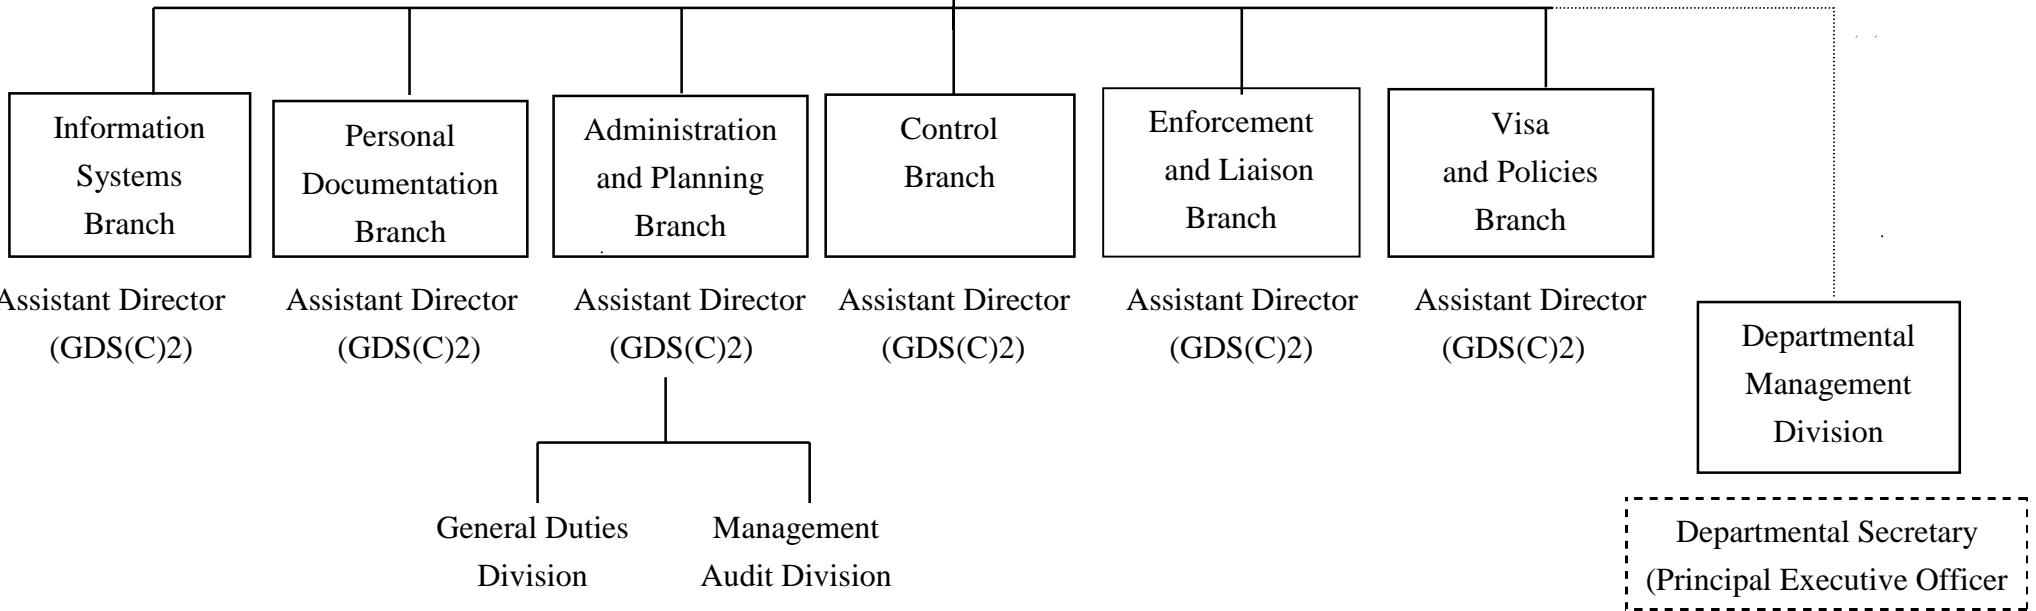 Information
Systems
Branch
Personal
Documentation
Branch
Administration
and Planning
Branch
Control
Branch
Enforcement
and Liaison
Branch
Visa
and Policies
Branch
Assistant Director
(GDS(C)2)
Assistant Director
(GDS(C)2)
Assistant Director
(GDS(C)2)
Assistant Director
(GDS(C)2)
Assistant Director
(GDS(C)2)
Assistant Director
(GDS(C)2)
Departmental
Management
Division
General Duties
Division
Management
Audit Division
Departmental Secretary
(Principal Executive Officer